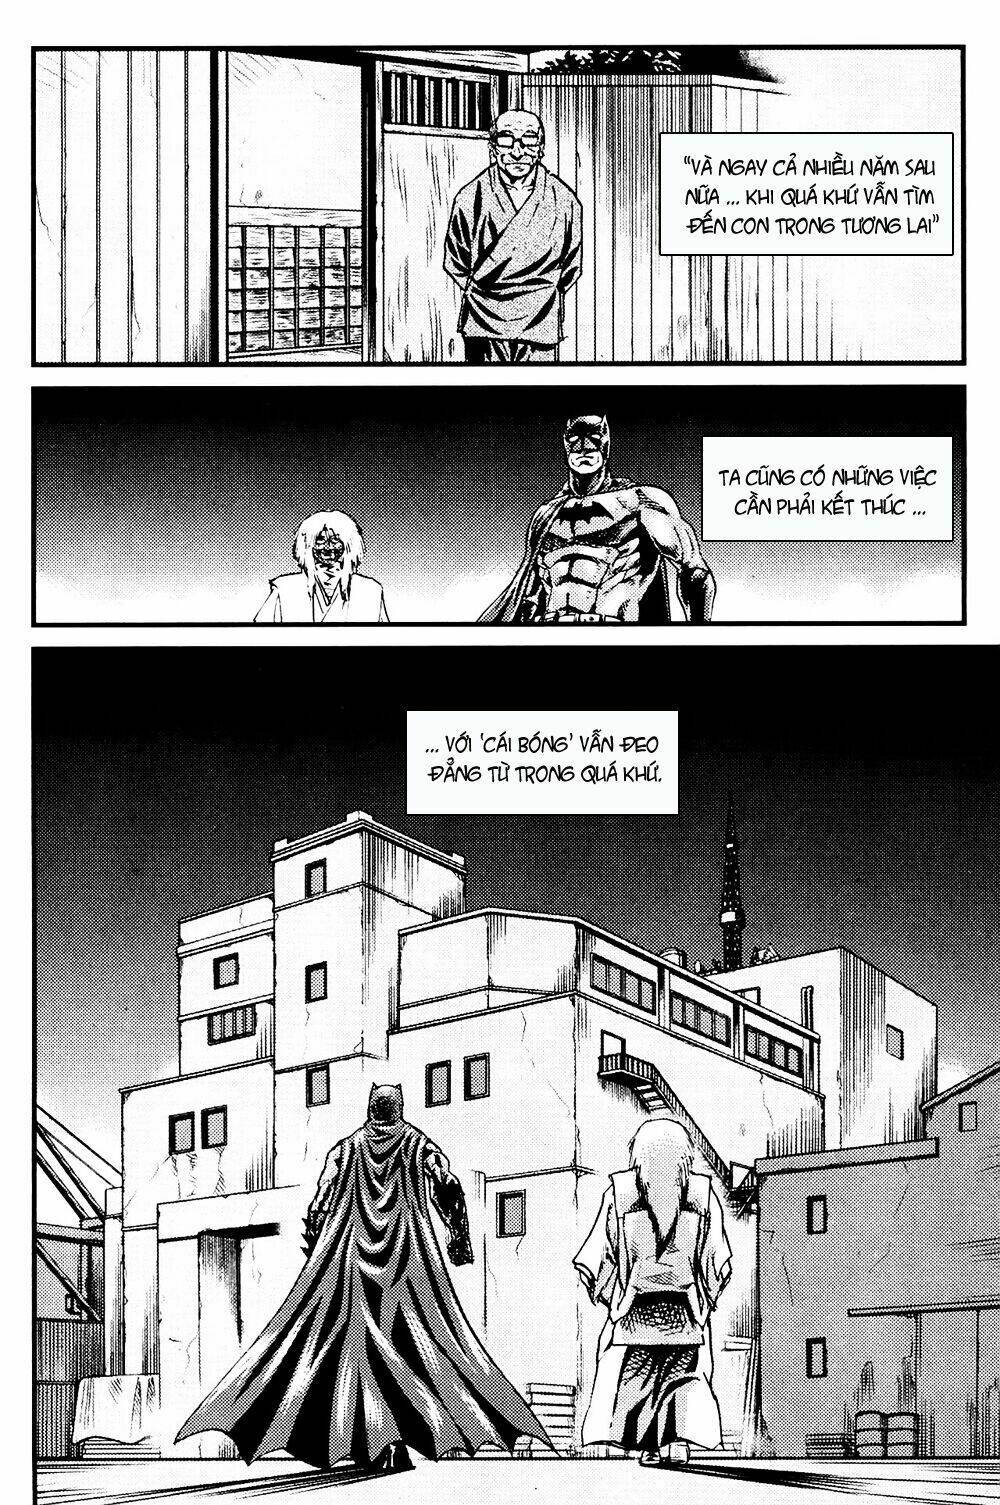 “VÀ NGAY CẢ NHIỀU NĂM SAU
NỮA ... KHI QUÁ KHỨ VẪN TÌM
ĐẾN CON TRONG TƯƠNG LAI”
TA CŨNG CÓ NHỮNG VIỆC
CẦN PHẢI KẾT THÚC ...
... VỚI ‘CÁI BÓNG’ VẪN ĐEO
ĐẲNG TỪ TRONG QUÁ KHỨ.